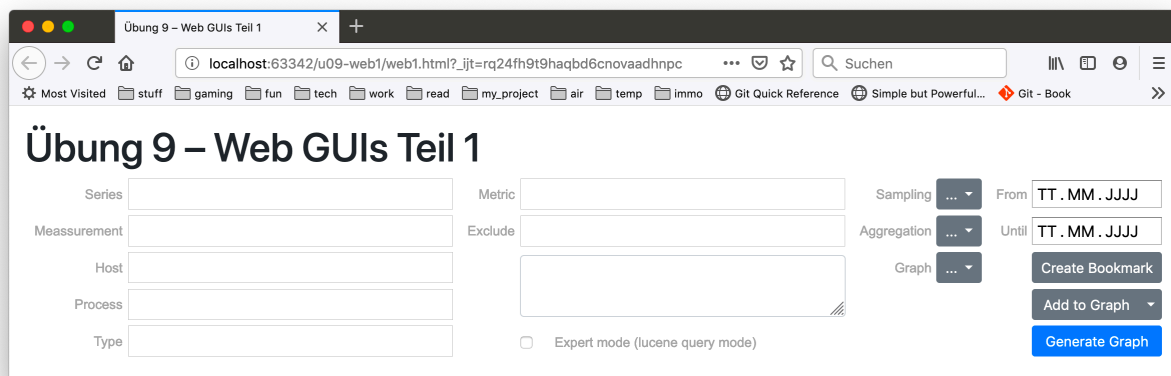 Übung 9 – Web GUIs Teil 1
localhost:63342/u09-web1/web1.html?_ijt=rq24fh9t9haqbd6cnovaadhnpc ••• Suchen
Most Visited stuff gaming fun tech work read my_project air temp immo Git Quick Reference Simple but Powerful... Git - Book
Übung 9 – Web GUIs Teil 1
Series Metric Sampling ... From TT . MM . JJJJ
Meassurement Exclude Aggregation ... Until TT . MM . JJJJ
Host Graph ... Create Bookmark
Process Add to Graph
Type Expert mode (lucene query mode) Generate Graph